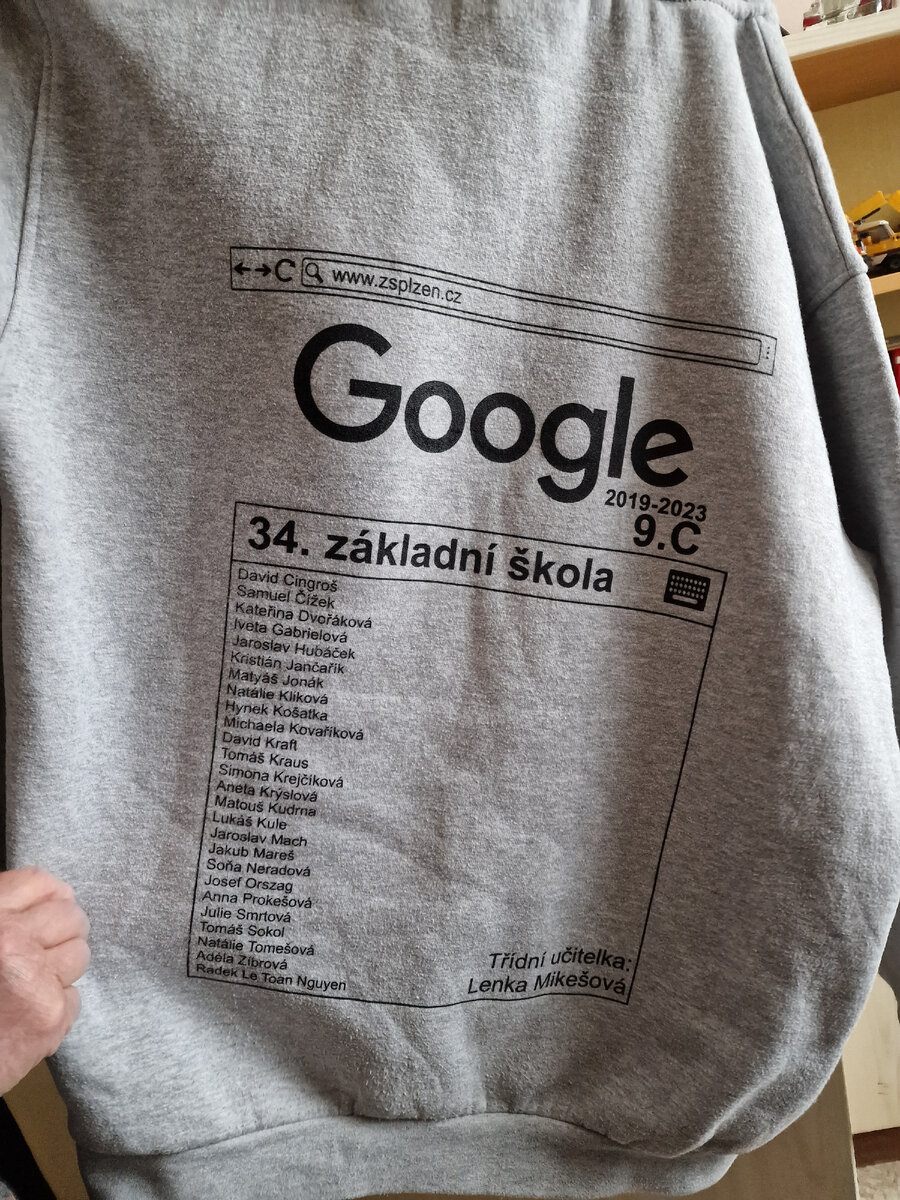 www.zsplzen.cz
Google
2019-2023
9.C
34. základní škola
David Cingroš
Samuel Čížek
Kateřina Dvořáková
Iveta Gabrielová
Jaroslav Hubáček
Kristián Jančařík
Matyáš Jonák
Natálie Kliková
Hynek Košatka
Michaela Kovaříková
David Kraft
Tomáš Kraus
Simona Krejčíková
Aneta Krýslová
Matouš Kudrna
Lukáš Kule
Jaroslav Mach
Jakub Mareš
Soňa Neradová
Josef Orszag
Anna Prokešová
Julie Smrtová
Tomáš Sokol
Natálie Tomešová
Adéla Zíbrová
Radek Le Toan Nguyen
Třídní učitelka:
Lenka Mikešová